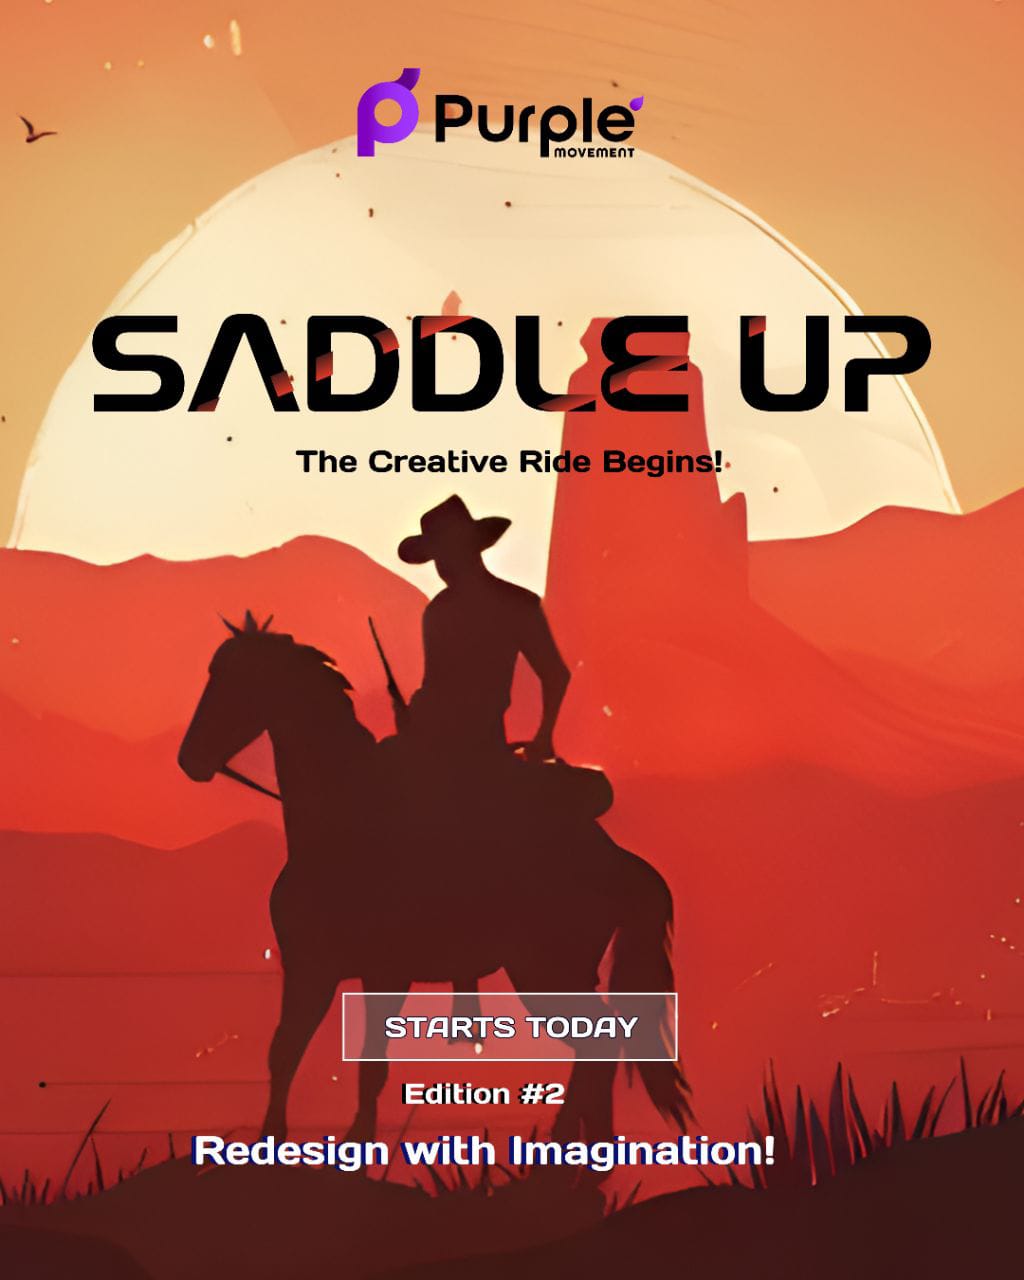 Purple
MOVEMENT
SADDLE UP
The Creative Ride Begins!
STARTS TODAY
Edition #2
Redesign with Imagination!